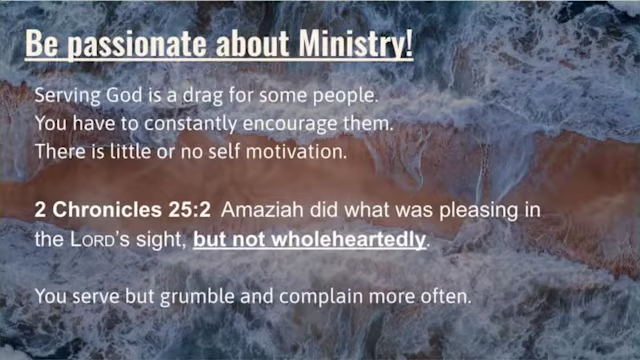 Be passionate about Ministry!
Serving God is a drag for some people.
You have to constantly encourage them.
There is little or no self motivation.
2 Chronicles 25:2 Amaziah did what was pleasing in
the LORD's sight, but not wholeheartedly.
You serve but grumble and complain more often.